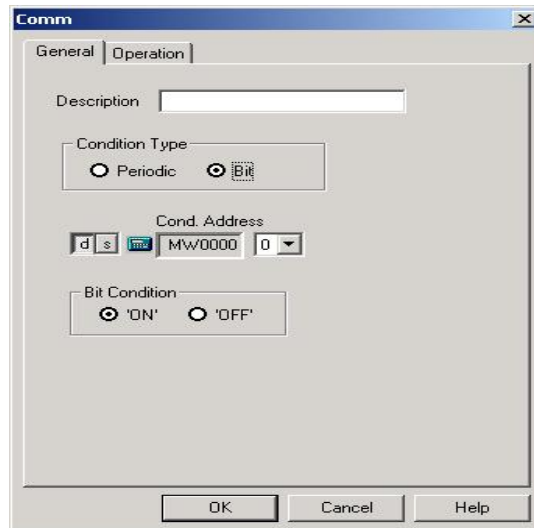 Comm
General Operation
Description
Condition Type
Periodic Bit
Cond. Address
d s MW0000 0
Bit Condition
'ON' 'OFF'
OK Cancel Help